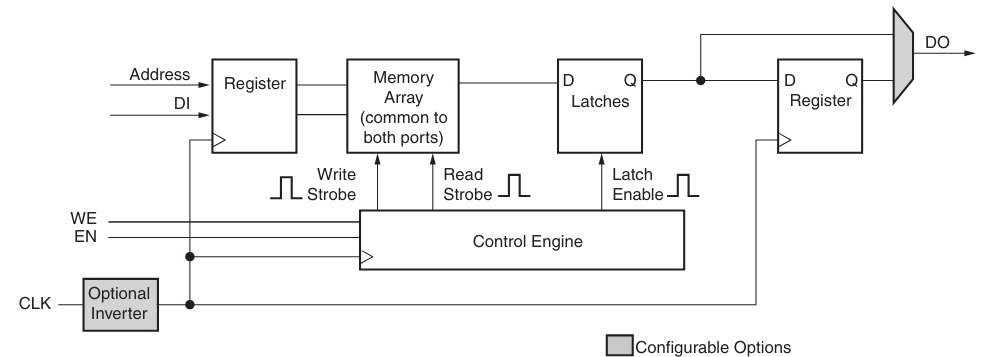 Address
DI
Register
Memory
Array
(common to
both ports)
D Q
Latches
D Q
Register
DO
Write
Strobe
Read
Strobe
Latch
Enable
WE
EN
Control Engine
CLK
Optional
Inverter
Configurable Options